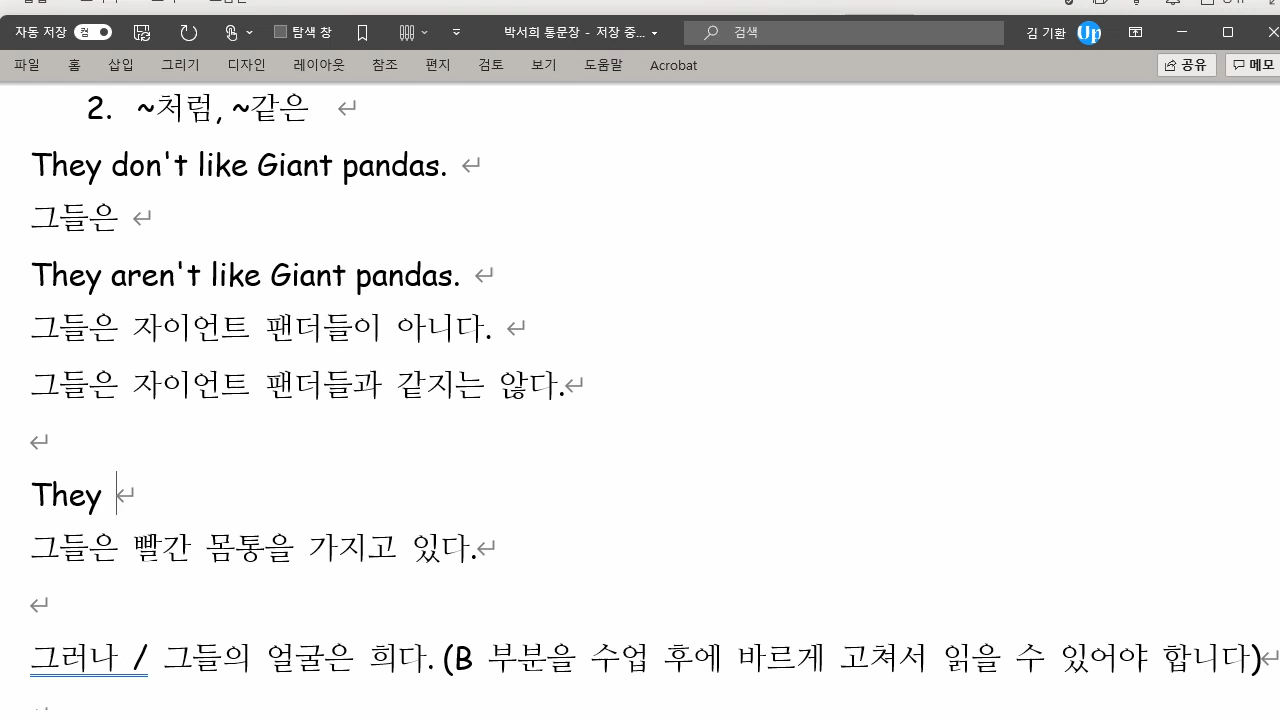 자동 저장 컴 탐색 창 박서희 통문장 - 저장 중... 검색 김 기환 Up
파일 홈 삽입 그리기 디자인 레이아웃 참조 편지 검토 보기 도움말 Acrobat 공유 메모
2. ~처럼, ~같은
They don't like Giant pandas.
그들은
They aren't like Giant pandas.
그들은 자이언트 팬더들이 아니다.
그들은 자이언트 팬더들과 같지는 않다.
They
그들은 빨간 몸통을 가지고 있다.
그러나 / 그들의 얼굴은 희다. (B 부분을 수업 후에 바르게 고쳐서 읽을 수 있어야 합니다)